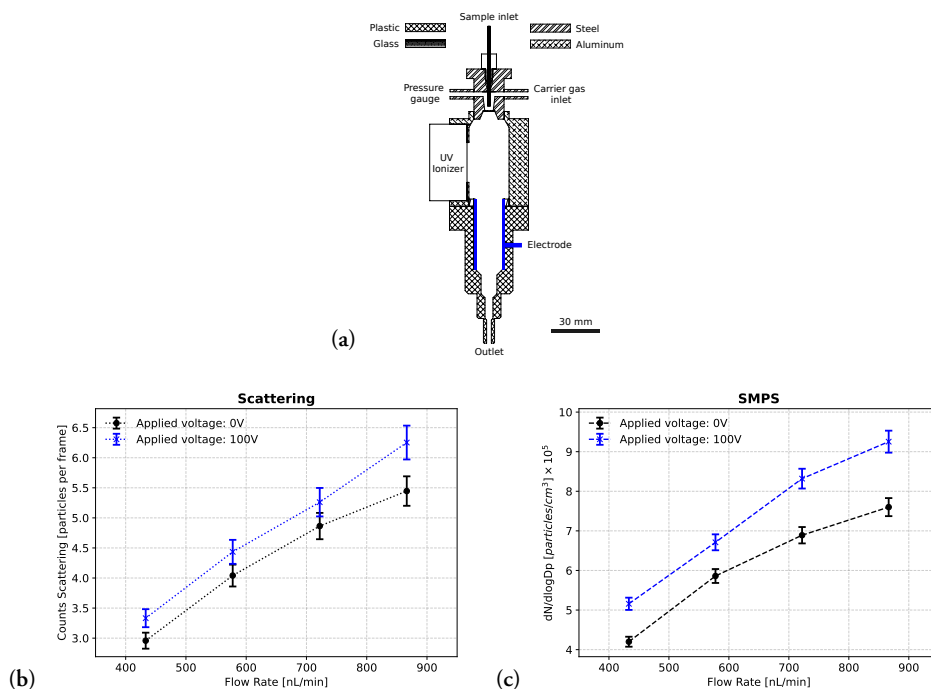 Sample inlet
Plastic
Steel
Glass
Aluminum
Pressure
gauge
Carrier gas
inlet
UV
Ionizer
Electrode
30 mm
Outlet
(a)
Scattering
Applied voltage: 0V
Applied voltage: 100V
Counts Scattering [particles per frame]
6.5
6.0
5.5
5.0
4.5
4.0
3.5
3.0
400 500 600 700 800 900
Flow Rate [nL/min]
(b)
SMPS
Applied voltage: 0V
Applied voltage: 100V
dN/dlogDp [particles/cm³] × 10⁵
10
9
8
7
6
5
4
400 500 600 700 800 900
Flow Rate [nL/min]
(c)